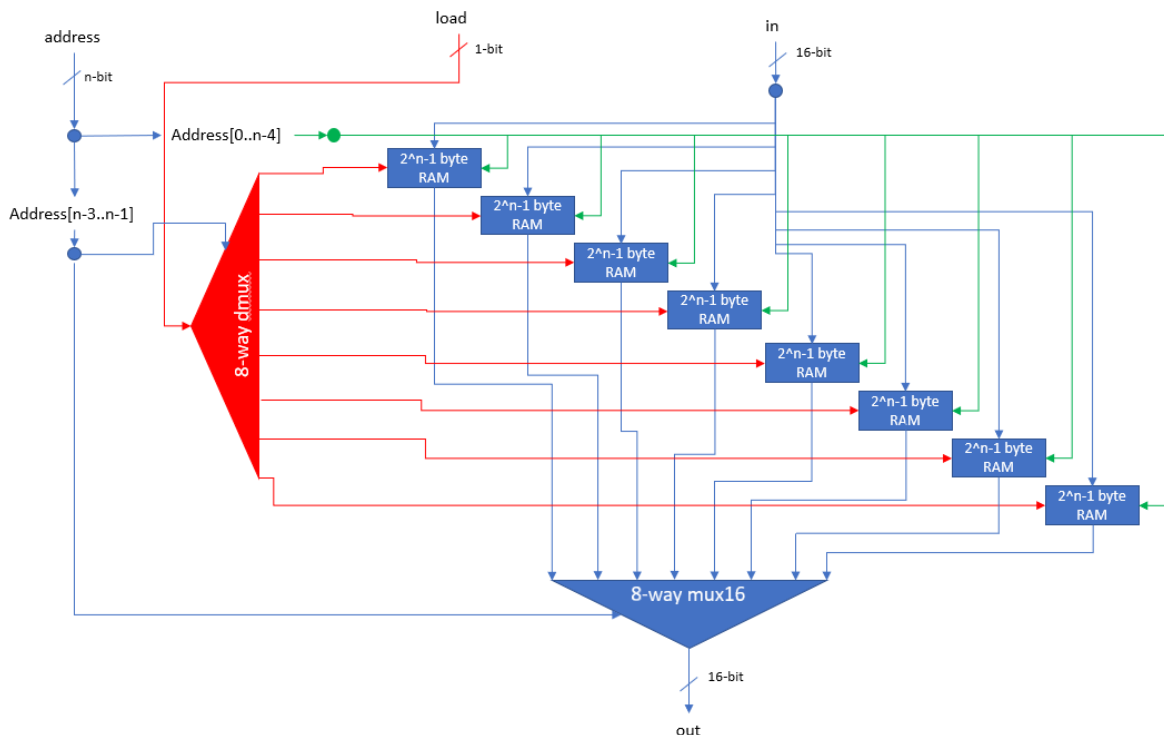 load
in
address
1-bit
16-bit
n-bit
Address[0..n-4]
2^n-1 byte
RAM
2^n-1 byte
RAM
Address[n-3..n-1]
2^n-1 byte
RAM
2^n-1 byte
RAM
8-way dmux
2^n-1 byte
RAM
2^n-1 byte
RAM
2^n-1 byte
RAM
2^n-1 byte
RAM
8-way mux16
16-bit
out